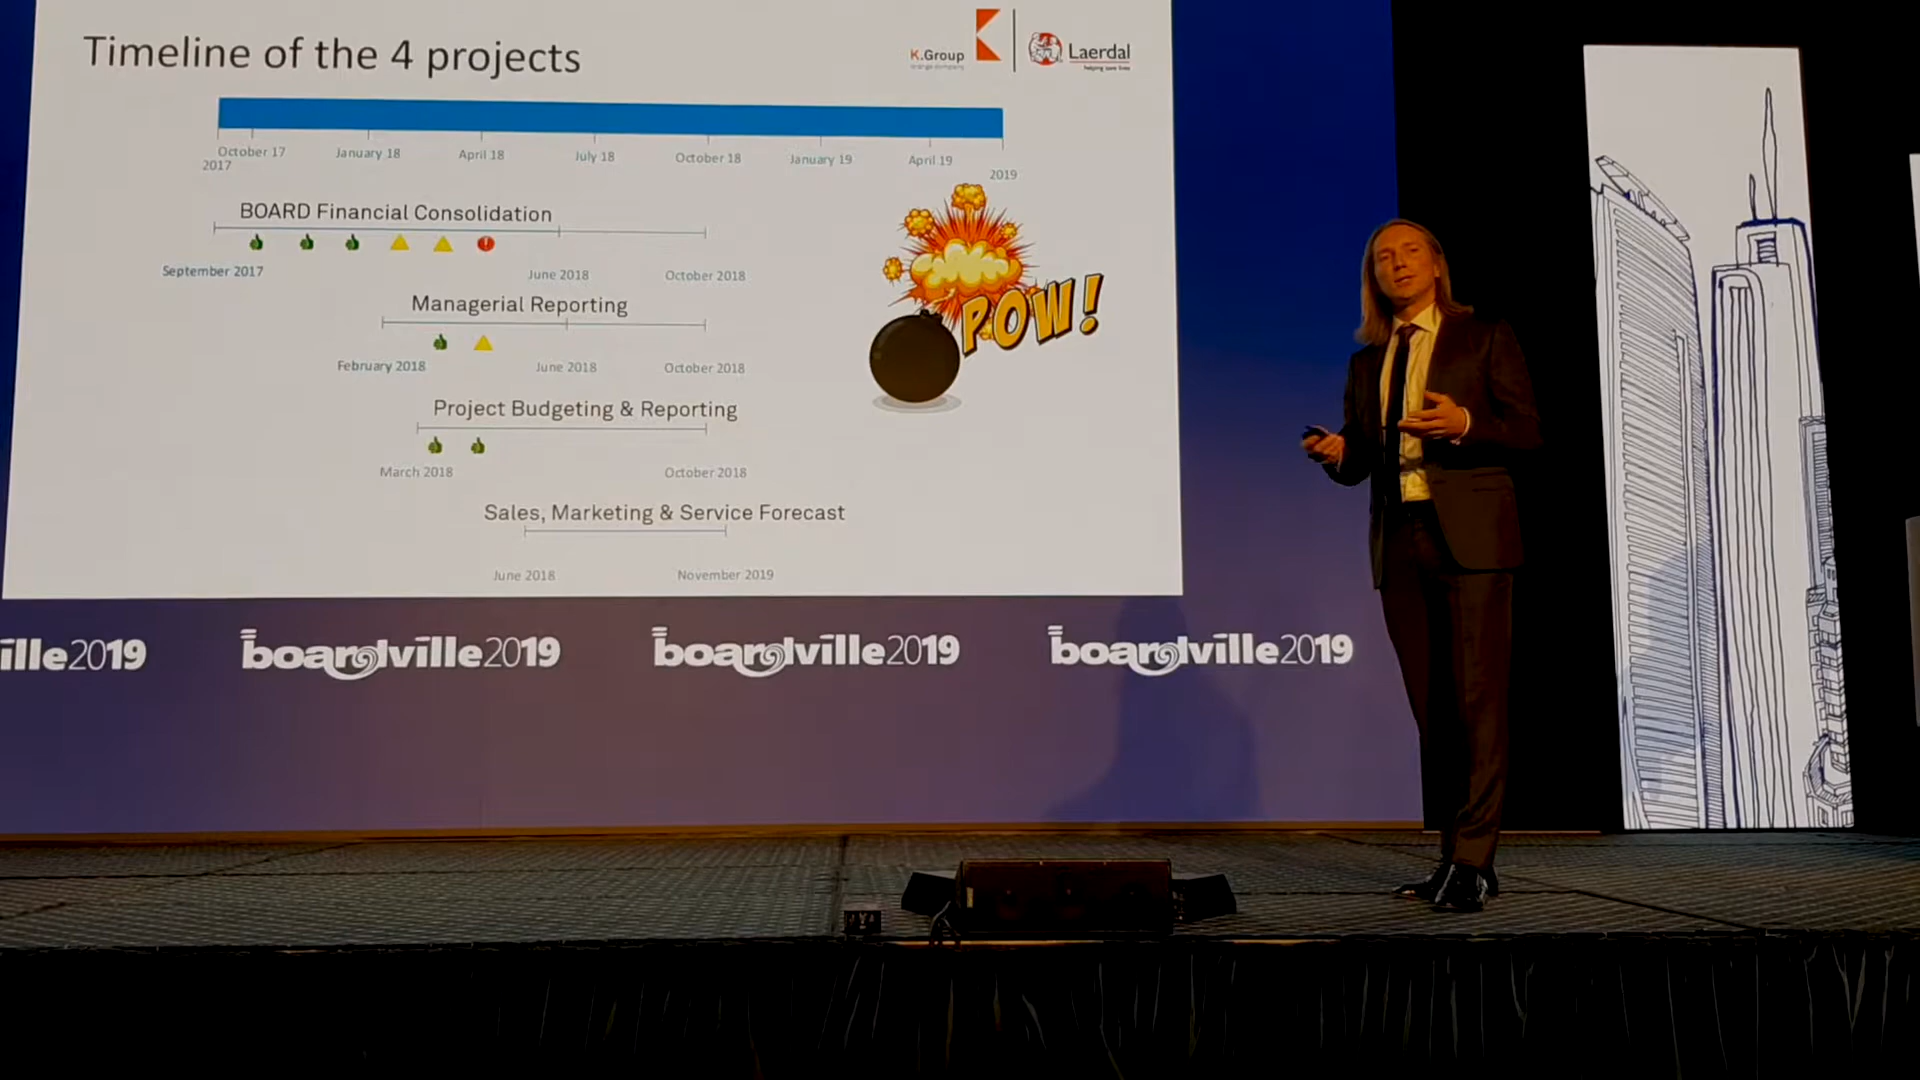 Timeline of the 4 projects
K.Group
Laerdal
helping save lives
October 17
January 18
April 18
July 18
October 18
January 19
April 19
2017
2019
BOARD Financial Consolidation
September 2017
June 2018
October 2018
POW!
Managerial Reporting
February 2018
June 2018
October 2018
Project Budgeting & Reporting
March 2018
October 2018
Sales, Marketing & Service Forecast
June 2018
November 2019
ille2019
boardville2019
boardville2019
boardville2019